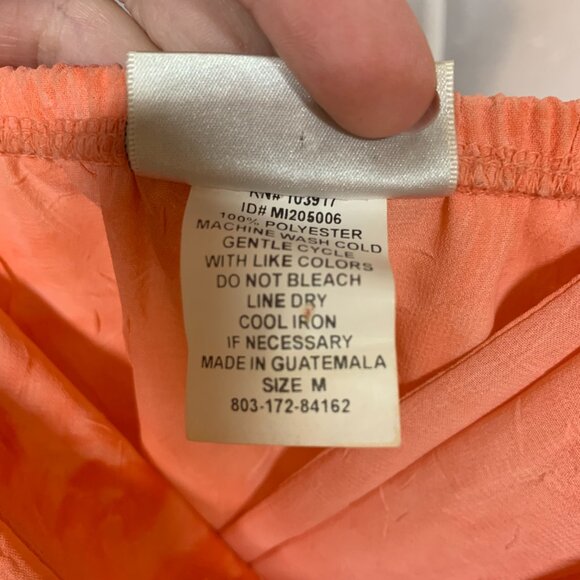 RN# 103917
ID# MI205006
100% POLYESTER
MACHINE WASH COLD
GENTLE CYCLE
WITH LIKE COLORS
DO NOT BLEACH
LINE DRY
COOL IRON
IF NECESSARY
MADE IN GUATEMALA
SIZE M
803-172-84162